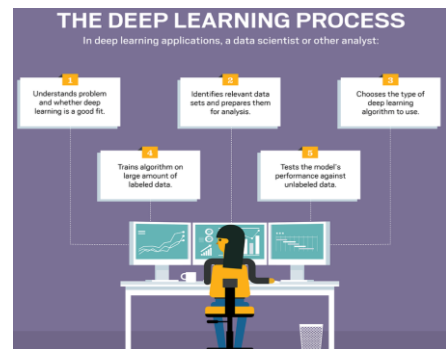 THE DEEP LEARNING PROCESS
In deep learning applications, a data scientist or other analyst:
1
Understands problem
and whether deep
learning is a good fit.
2
Identifies relevant data
sets and prepares them
for analysis.
3
Chooses the type of
deep learning
algorithm to use.
4
Trains algorithm on
large amount of
labeled data.
5
Tests the model's
performance against
unlabeled data.